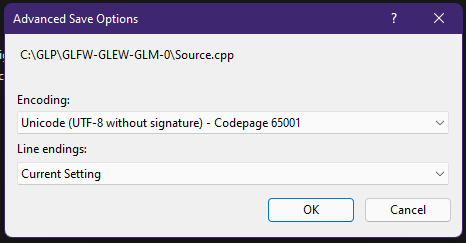 Advanced Save Options
C:\GLP\GLFW-GLEW-GLM-0\Source.cpp
Encoding:
Unicode (UTF-8 without signature) - Codepage 65001
Line endings:
Current Setting
OK
Cancel